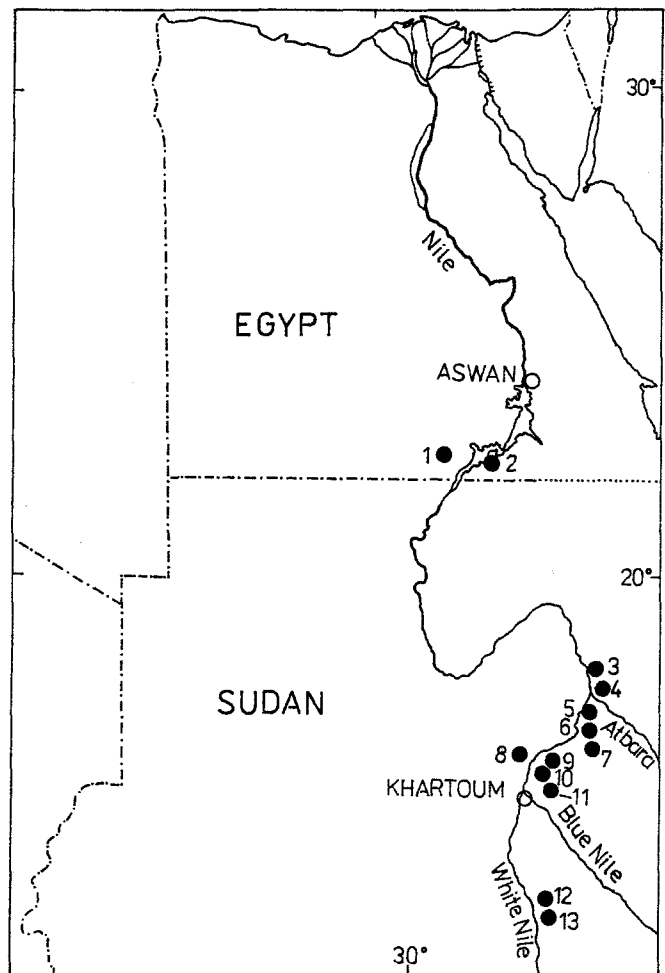 30°
Nile
EGYPT
ASWAN
1
2
20°
3
4
SUDAN
5
6
Atbara
7
8
9
10
KHARTOUM
11
Blue Nile
12
White Nile
13
30°